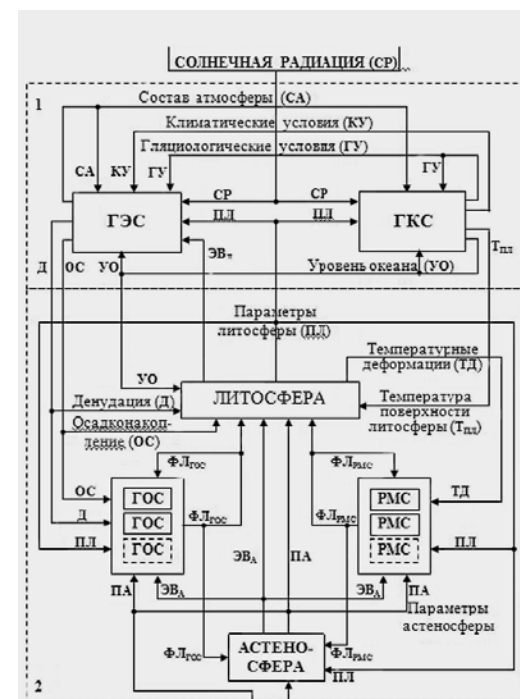 СОЛНЕЧНАЯ РАДИАЦИЯ (СР)
1
Состав атмосферы (СА)
Климатические условия (КУ)
Гляциологические условия (ГУ)
СА
КУ
ГУ
ГУ
СР
СР
ПЛ
ПЛ
ГЭС
ГКС
Д
ОС
УО
ЭВ
Уровень океана (УО)
Тпл
Параметры
литосферы (ПЛ)
Температурные
деформации (ТД)
УО
ЛИТОСФЕРА
Денудация (Д)
Осадконакоп-
ление (ОС)
Температура
поверхности
литосферы (Тпл)
ФЛГОС
ФЛРМС
ОС
ГОС
ФЛГОС
ФЛРМС
РМС
ТД
Д
ГОС
РМС
ПЛ
ГОС
ЭВА
ПА
РМС
ПЛ
ПА
ЭВА
ЭВА
ПА
Параметры
астеносферы
ФЛГОС
АСТЕНО-
СФЕРА
ФЛРМС
ПЛ
2